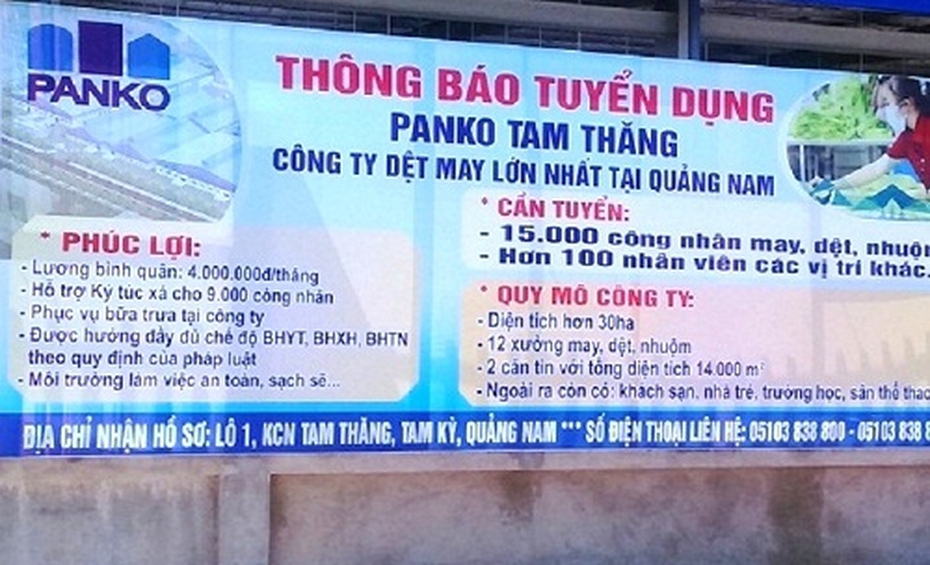 PANKO
THÔNG BÁO TUYỂN DỤNG
PANKO TAM THĂNG
CÔNG TY DỆT MAY LỚN NHẤT TẠI QUẢNG NAM
* PHÚC LỢI:
- Lương bình quân: 4.000.000đ/tháng
- Hỗ trợ Ký túc xá cho 9.000 công nhân
- Phục vụ bữa trưa tại công ty
- Được hưởng đầy đủ chế độ BHYT, BHXH, BHTN
theo quy định của pháp luật
- Môi trường làm việc an toàn, sạch sẽ...
* CẦN TUYỂN:
- 15.000 công nhân may, dệt, nhuộm
- Hơn 100 nhân viên các vị trí khác.
* QUY MÔ CÔNG TY:
- Diện tích hơn 30ha
- 12 xưởng may, dệt, nhuộm
- 2 căn tin với tổng diện tích 14.000 m²
- Ngoài ra còn có: khách sạn, nhà trẻ, trường học, sân thể thao
ĐỊA CHỈ NHẬN HỒ SƠ: LÔ 1, KCN TAM THĂNG, TAM KỲ, QUẢNG NAM *** SỐ ĐIỆN THOẠI LIÊN HỆ: 05103 838 800 - 05103 838 8